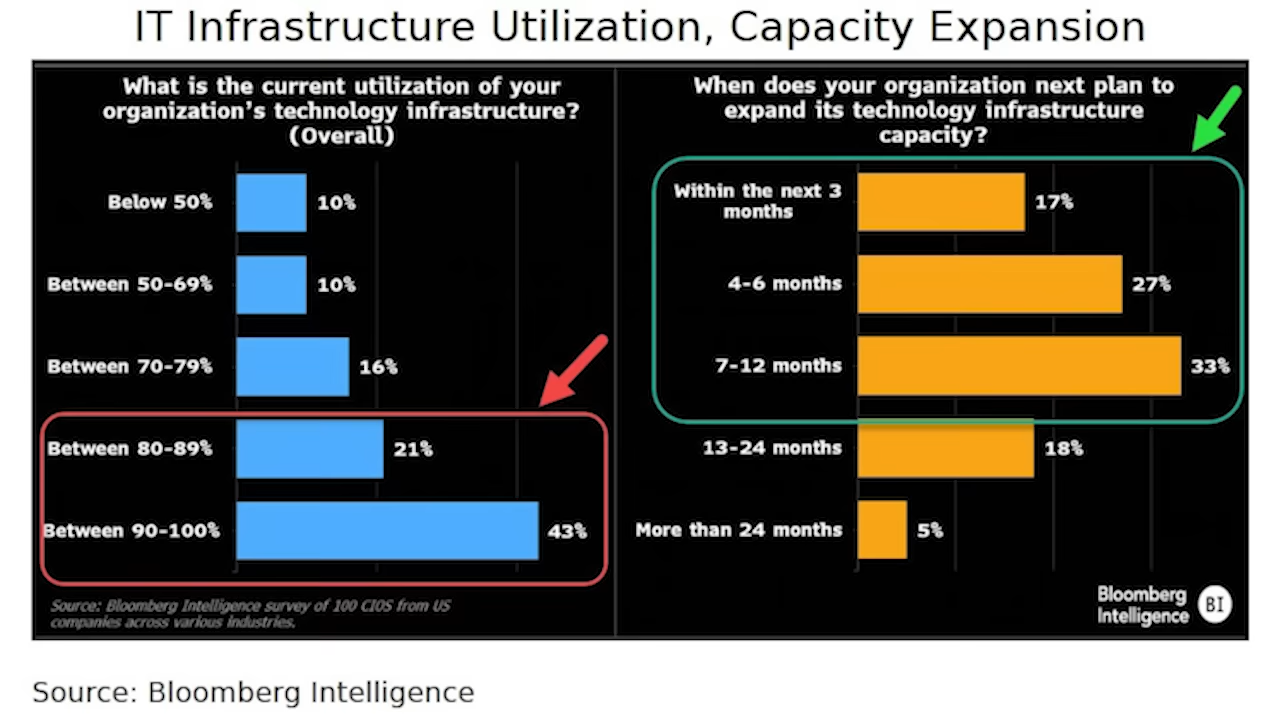 IT Infrastructure Utilization, Capacity Expansion
What is the current utilization of your
organization's technology infrastructure?
(Overall)
Below 50%
10%
Between 50-69%
10%
Between 70-79%
16%
Between 80-89%
21%
Between 90-100%
43%
Source: Bloomberg Intelligence survey of 100 CIOS from US
companies across various industries.
When does your organization next plan to
expand its technology infrastructure
capacity?
Within the next 3
months
17%
4-6 months
27%
7-12 months
33%
13-24 months
18%
More than 24 months
5%
Bloomberg
Intelligence
BI
Source: Bloomberg Intelligence